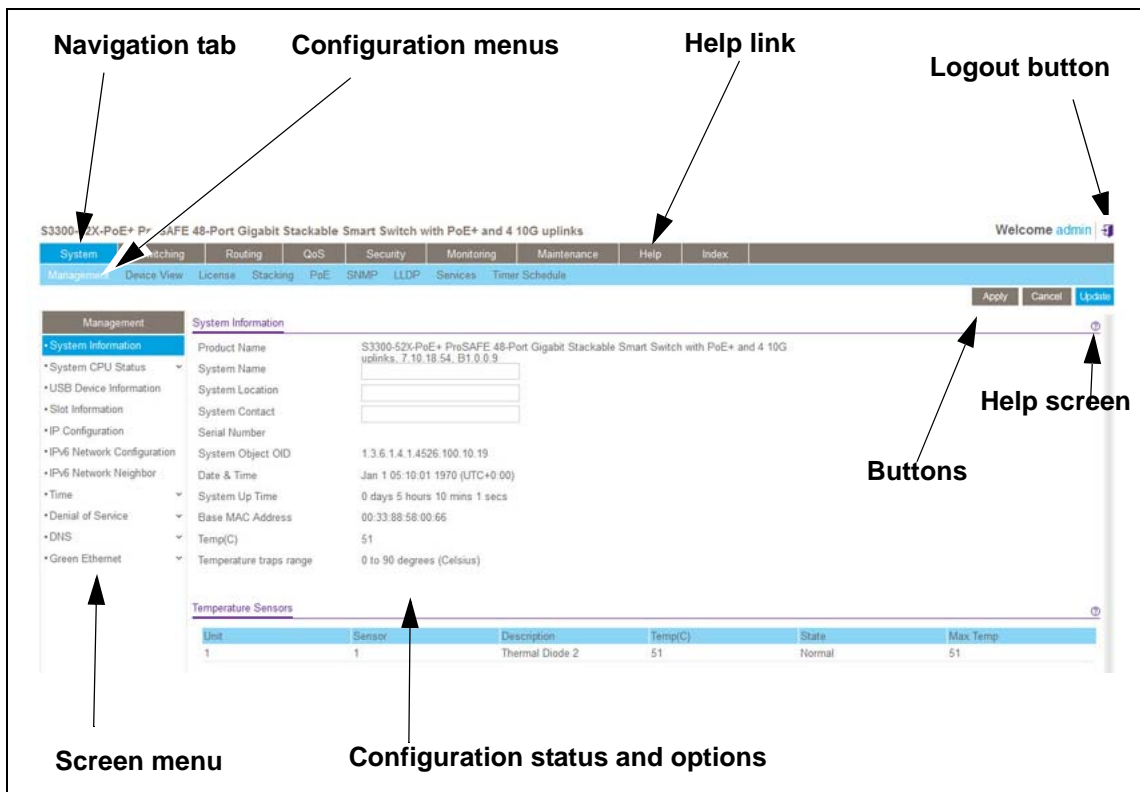 Navigation tab Configuration menus Help link
Logout button
S3300-52X-PoE+ ProSAFE 48-Port Gigabit Stackable Smart Switch with PoE+ and 4 10G uplinks Welcome admin
System Switching Routing QoS Security Monitoring Maintenance Help Index
Management Device View License Stacking PoE SNMP LLDP Services Timer Schedule
Apply Cancel Update
Management System Information
• System Information Product Name S3300-52X-PoE+ ProSAFE 48-Port Gigabit Stackable Smart Switch with PoE+ and 4 10G
uplinks, 7.10.18.54, B1.0.0.9
• System CPU Status System Name
• USB Device Information System Location
• Slot Information System Contact
Help screen
• IP Configuration Serial Number
• IPv6 Network Configuration System Object OID 1.3.6.1.4.1.4526.100.10.19
• IPv6 Network Neighbor Date & Time Jan 1 05:10:01 1970 (UTC+0:00)
Buttons
• Time System Up Time 0 days 5 hours 10 mins 1 secs
• Denial of Service Base MAC Address 00:33:88:58:00:66
• DNS Temp(C) 51
• Green Ethernet Temperature traps range 0 to 90 degrees (Celsius)
Temperature Sensors
Unit Sensor Description Temp(C) State Max Temp
1 1 Thermal Diode 2 51 Normal 51
Screen menu Configuration status and options